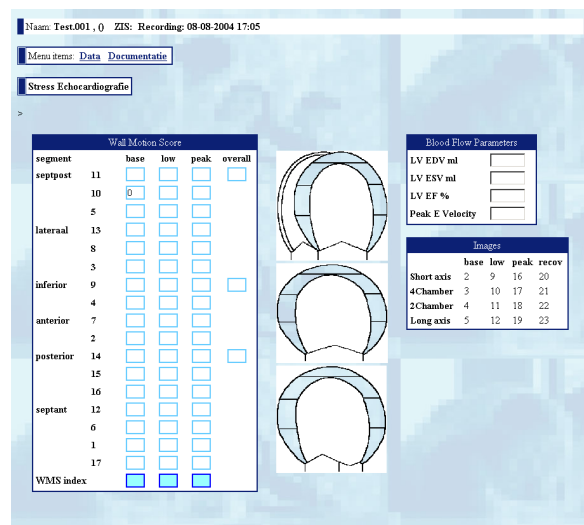 Naam: Test.001 , () ZIS: Recording: 08-08-2004 17:05
Menu items: Data Documentatie
Stress Echocardiografie
>
Wall Motion Score
segment base low peak overall
septpost 11
10 0
5
lateraal 13
8
3
inferior 9
4
anterior 7
2
posterior 14
15
16
septant 12
6
1
17
WMS index
Blood Flow Parameters
LV EDV ml
LV ESV ml
LV EF %
Peak E Velocity
Images
base low peak recov
Short axis 2 9 16 20
4Chamber 3 10 17 21
2Chamber 4 11 18 22
Long axis 5 12 19 23